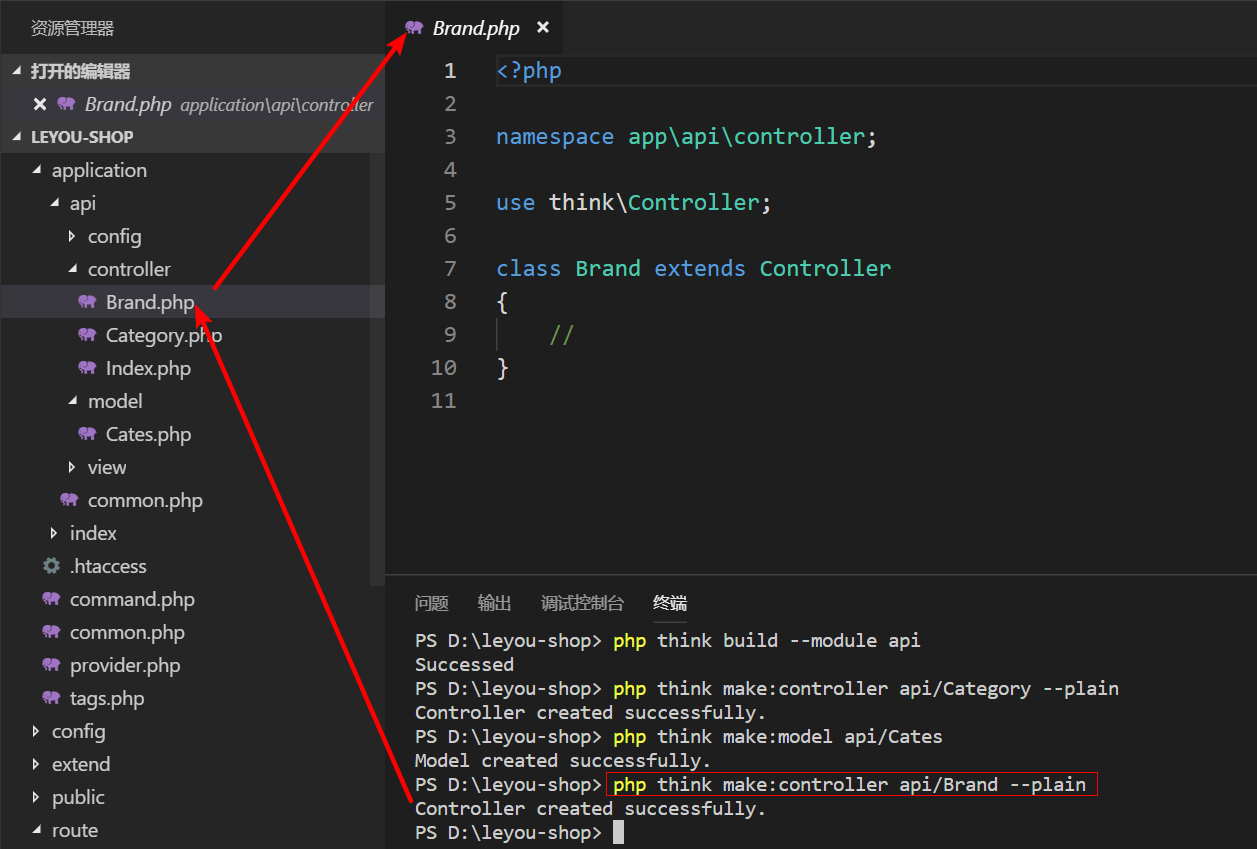 资源管理器
打开的编辑器
Brand.php application\api\controller
LEYOU-SHOP
application
api
config
controller
Brand.php
Category.php
Index.php
model
Cates.php
view
common.php
index
.htaccess
command.php
common.php
provider.php
tags.php
config
extend
public
route
Brand.php
1 <?php
2
3 namespace app\api\controller;
4
5 use think\Controller;
6
7 class Brand extends Controller
8 {
9 //
10 }
11
问题 输出 调试控制台 终端
PS D:\leyou-shop> php think build --module api
Successed
PS D:\leyou-shop> php think make:controller api/Category --plain
Controller created successfully.
PS D:\leyou-shop> php think make:model api/Cates
Model created successfully.
PS D:\leyou-shop> php think make:controller api/Brand --plain
Controller created successfully.
PS D:\leyou-shop>